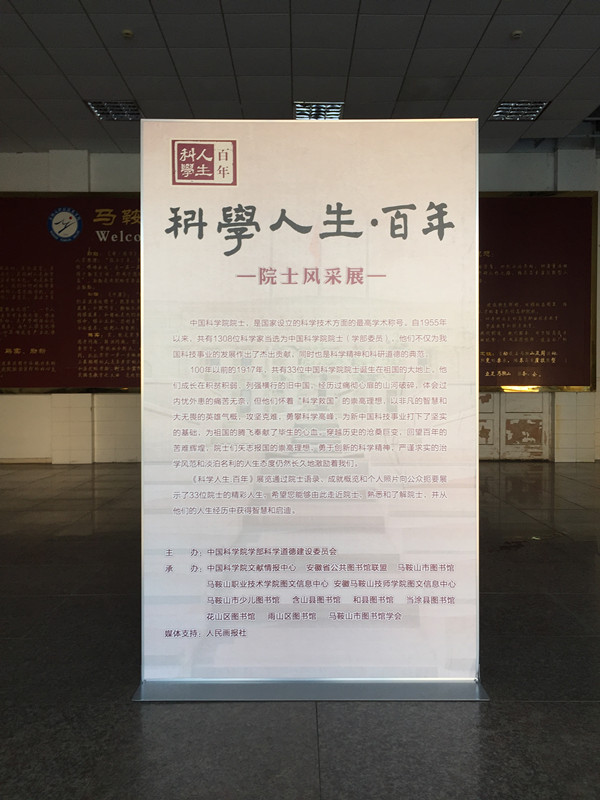 科學人生 百年
科學人生·百年
—院士风采展—
中国科学院院士，是国家设立的科学技术方面的最高学术称号，自1955年
以来，共有1308位科学家当选为中国科学院院士（学部委员），他们不仅为我
国科技事业的发展作出了杰出贡献，同时也是科学精神和科研道德的典范。
100年以前的1917年，共有33位中国科学院院士诞生在祖国的大地上，他
们成长在积贫积弱、列强横行的旧中国，经历过痛彻心扉的山河破碎，体会过
内忧外患的痛苦无奈，但他们怀着“科学救国”的崇高理想，以非凡的智慧和
大无畏的英雄气概，攻坚克难，勇攀科学高峰，为新中国科技事业打下了坚实
的基础，为祖国的腾飞奉献了毕生的心血。穿越历史的沧桑巨变，回望百年的
苦难辉煌，院士们矢志报国的崇高理想、勇于创新的科学精神、严谨求实的治
学风范和淡泊名利的人生态度仍然长久地激励着我们。
《科学人生·百年》展览通过院士语录、成就概览和个人照片向公众扼要展
示了33位院士的精彩人生，希望您能够由此走近院士，熟悉和了解院士，并从
他们的人生经历中获得智慧和启迪。
主 办：中国科学院学部科学道德建设委员会
承 办：中国科学院文献情报中心 安徽省公共图书馆联盟 马鞍山市图书馆
马鞍山职业技术学院图文信息中心 安徽马鞍山技师学院图文信息中心
马鞍山市少儿图书馆 含山县图书馆 和县图书馆 当涂县图书馆
花山区图书馆 雨山区图书馆 马鞍山市图书馆学会
媒体支持：人民画报社
马鞍
Welco